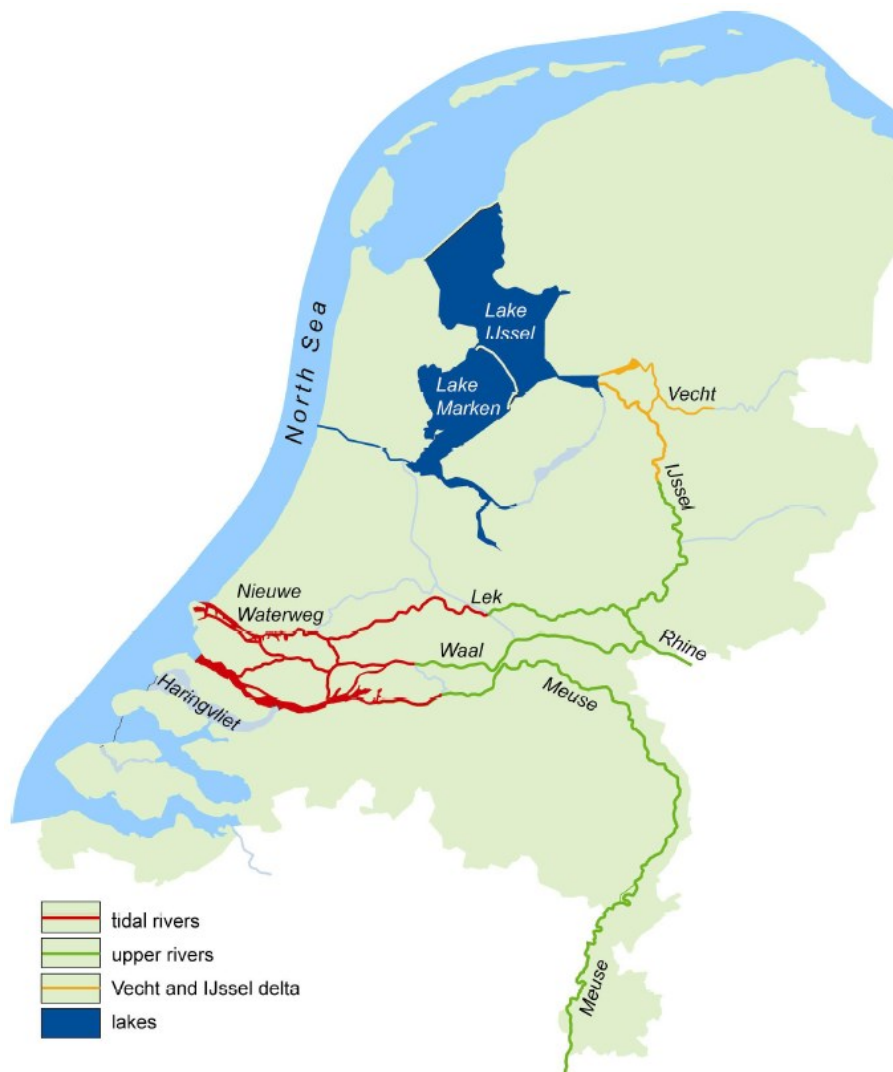 North Sea
Lake
IJssel
Lake
Marken
Vecht
IJssel
Nieuwe
Waterweg
Lek
Rhine
Waal
Meuse
Haringvliet
Meuse
tidal rivers
upper rivers
Vecht and IJssel delta
lakes